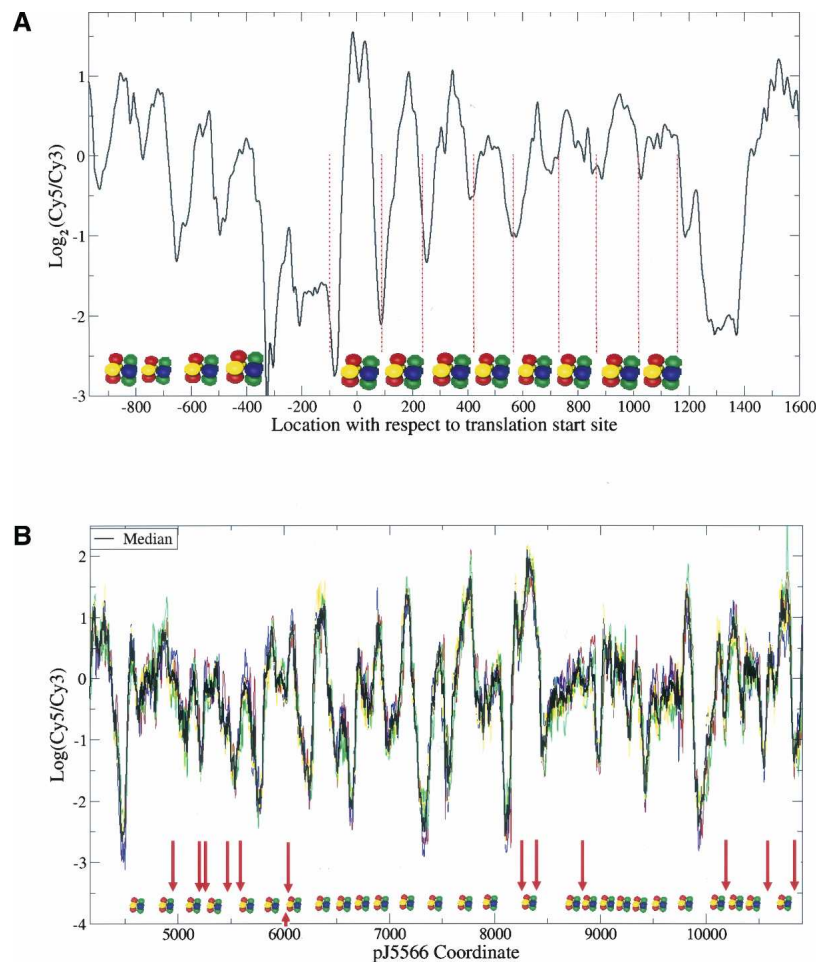 A
Log2(Cy5/Cy3)
2
1
0
-1
-2
-3
-800 -600 -400 -200 0 200 400 600 800 1000 1200 1400 1600
Location with respect to translation start site
B
Median
Log(Cy5/Cy3)
2
1
0
-1
-2
-3
-4
5000 6000 7000 8000 9000 10000
pJ5566 Coordinate